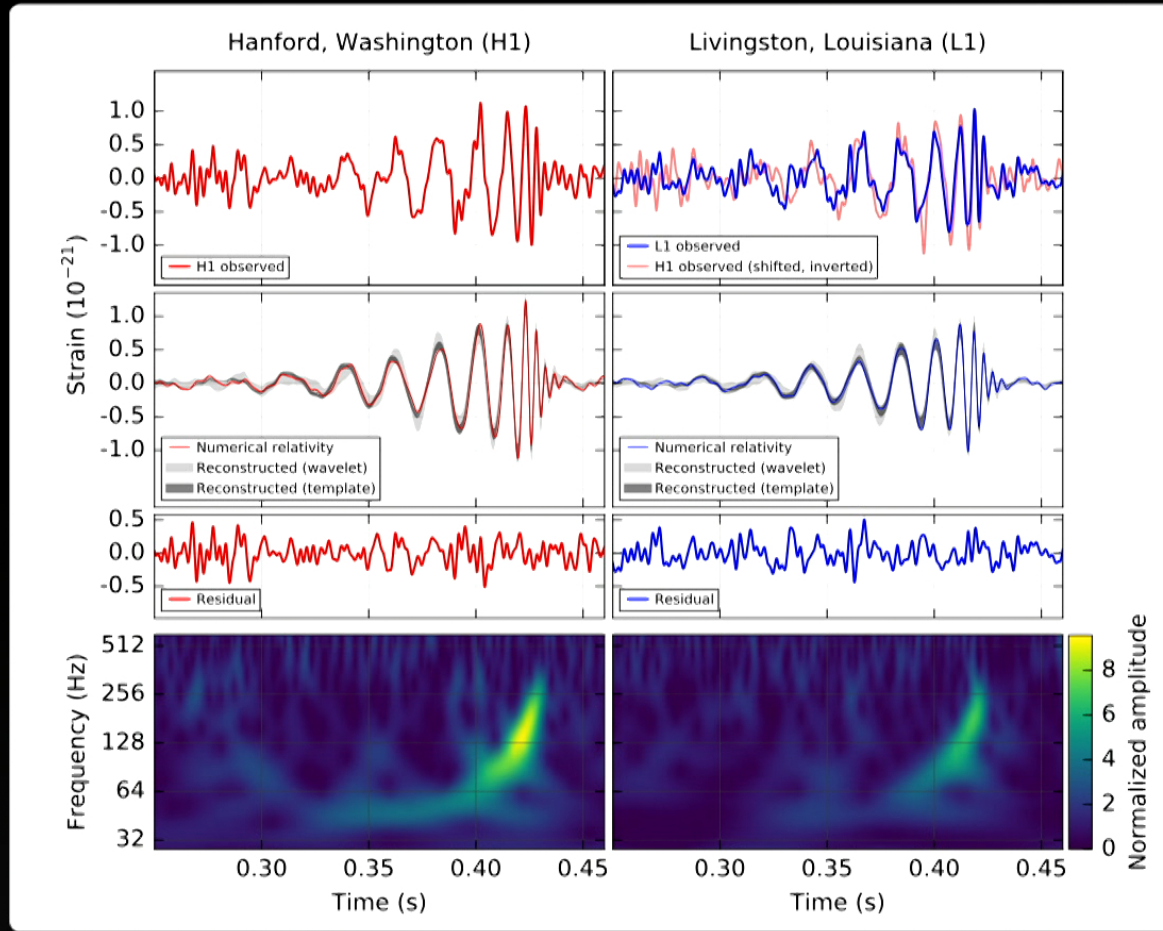 Hanford, Washington (H1)
Livingston, Louisiana (L1)
Strain (10⁻²¹)
1.0
0.5
0.0
-0.5
-1.0
H1 observed
L1 observed
H1 observed (shifted, inverted)
1.0
0.5
0.0
-0.5
-1.0
Numerical relativity
Reconstructed (wavelet)
Reconstructed (template)
Numerical relativity
Reconstructed (wavelet)
Reconstructed (template)
0.5
0.0
-0.5
Residual
Residual
Frequency (Hz)
512
256
128
64
32
Normalized amplitude
8
6
4
2
0
0.30 0.35 0.40 0.45
0.30 0.35 0.40 0.45
Time (s)
Time (s)